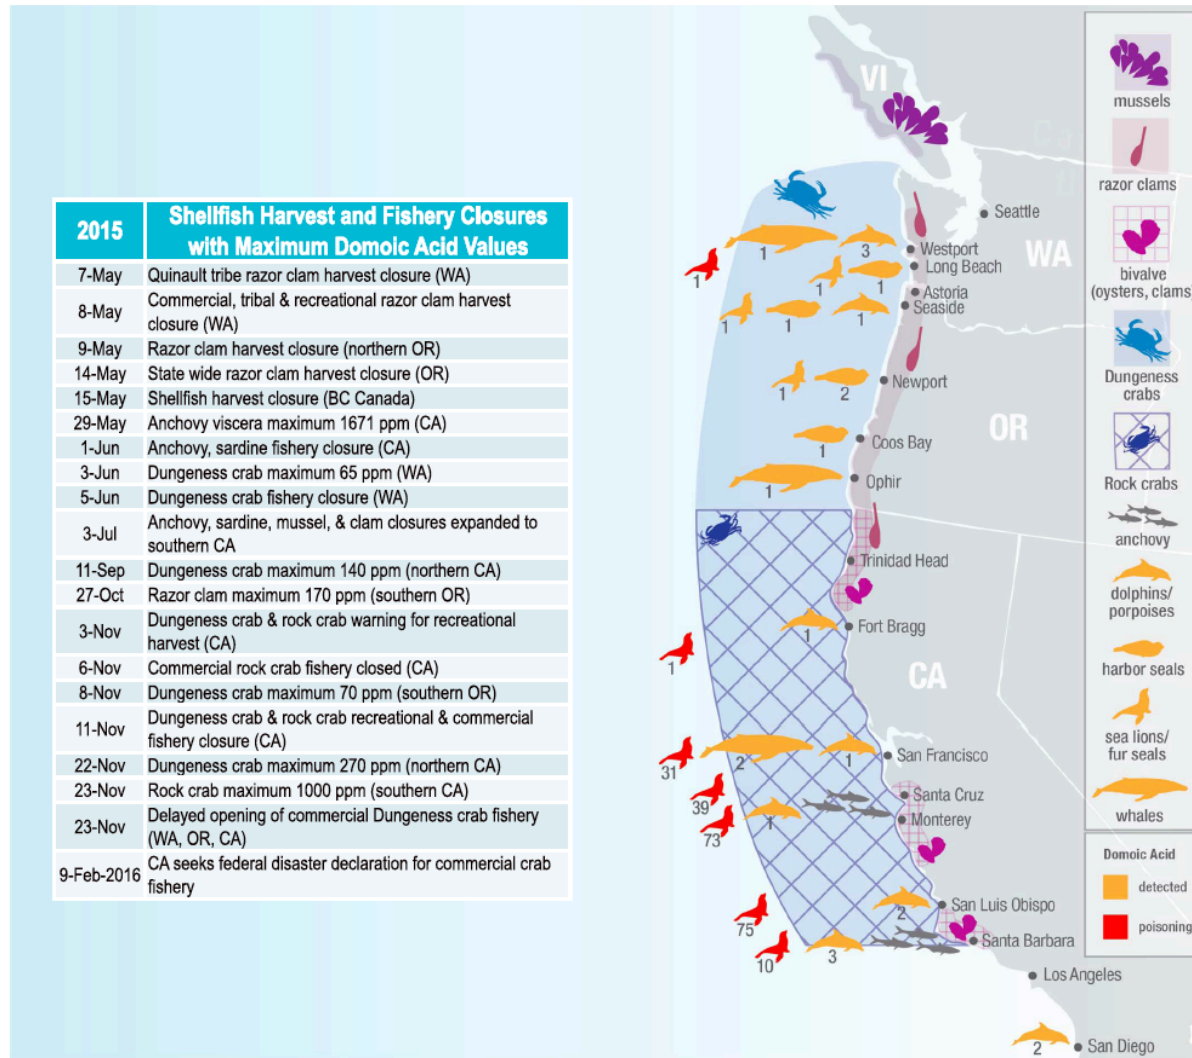 2015
Shellfish Harvest and Fishery Closures
with Maximum Domoic Acid Values
7-May
Quinault tribe razor clam harvest closure (WA)
8-May
Commercial, tribal & recreational razor clam harvest
closure (WA)
9-May
Razor clam harvest closure (northern OR)
14-May
State wide razor clam harvest closure (OR)
15-May
Shellfish harvest closure (BC Canada)
29-May
Anchovy viscera maximum 1671 ppm (CA)
1-Jun
Anchovy, sardine fishery closure (CA)
3-Jun
Dungeness crab maximum 65 ppm (WA)
5-Jun
Dungeness crab fishery closure (WA)
3-Jul
Anchovy, sardine, mussel, & clam closures expanded to
southern CA
11-Sep
Dungeness crab maximum 140 ppm (northern CA)
27-Oct
Razor clam maximum 170 ppm (southern OR)
3-Nov
Dungeness crab & rock crab warning for recreational
harvest (CA)
6-Nov
Commercial rock crab fishery closed (CA)
8-Nov
Dungeness crab maximum 70 ppm (southern OR)
11-Nov
Dungeness crab & rock crab recreational & commercial
fishery closure (CA)
22-Nov
Dungeness crab maximum 270 ppm (northern CA)
23-Nov
Rock crab maximum 1000 ppm (southern CA)
23-Nov
Delayed opening of commercial Dungeness crab fishery
(WA, OR, CA)
9-Feb-2016
CA seeks federal disaster declaration for commercial crab
fishery
VI
Seattle
WA
1
3
Westport
1
1
1
Long Beach
Astoria
1
1
1
Seaside
1
2
Newport
1
Coos Bay
OR
1
Ophir
Trinidad Head
1
Fort Bragg
1
CA
31
2
1
San Francisco
39
Santa Cruz
73
1
Monterey
75
2
San Luis Obispo
10
3
Santa Barbara
Los Angeles
2
San Diego
mussels
razor clams
bivalve
(oysters, clams)
Dungeness
crabs
Rock crabs
anchovy
dolphins/
porpoises
harbor seals
sea lions/
fur seals
whales
Domoic Acid
detected
poisoning